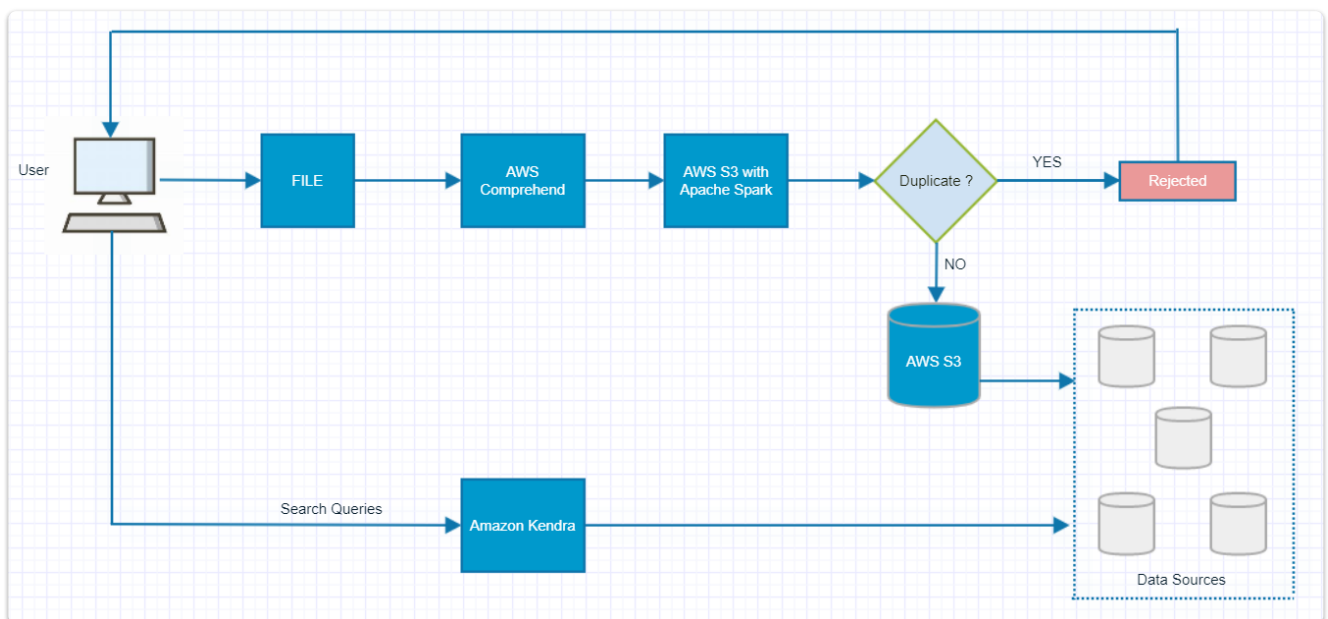 User
FILE
AWS
Comprehend
AWS S3 with
Apache Spark
Duplicate ?
YES
Rejected
NO
AWS S3
Search Queries
Amazon Kendra
Data Sources